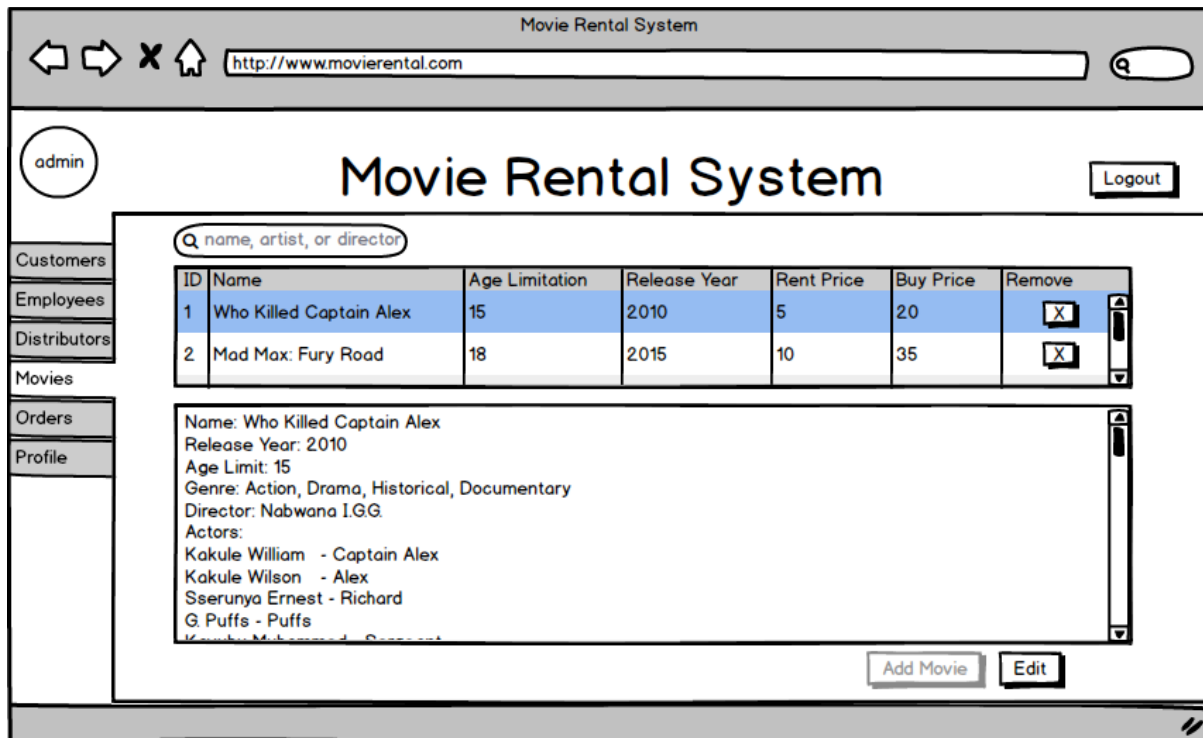 Movie Rental System
http://www.movierental.com
admin
Movie Rental System
Logout
name, artist, or director
Customers
Employees
Distributors
Movies
Orders
Profile
ID Name Age Limitation Release Year Rent Price Buy Price Remove
1 Who Killed Captain Alex 15 2010 5 20 X
2 Mad Max: Fury Road 18 2015 10 35 X
Name: Who Killed Captain Alex
Release Year: 2010
Age Limit: 15
Genre: Action, Drama, Historical, Documentary
Director: Nabwana I.G.G.
Actors:
Kakule William - Captain Alex
Kakule Wilson - Alex
Sserunya Ernest - Richard
G. Puffs - Puffs
Add Movie Edit